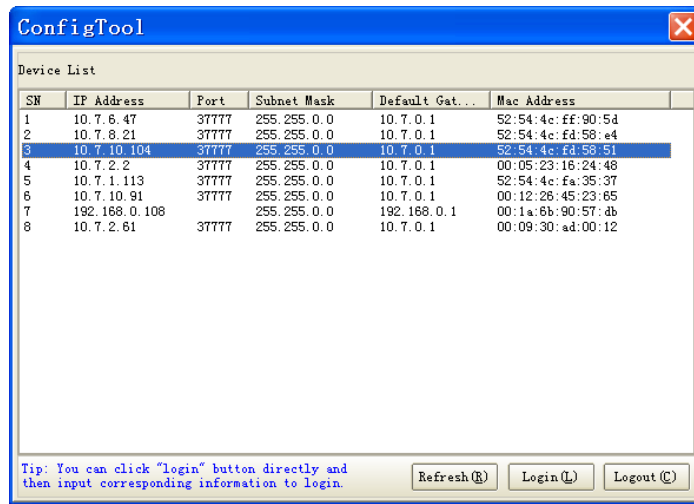 ConfigTool
Device List
SN IP Address Port Subnet Mask Default Gat... Mac Address
1 10.7.6.47 37777 255.255.0.0 10.7.0.1 52:54:4c:ff:90:5d
2 10.7.8.21 37777 255.255.0.0 10.7.0.1 52:54:4c:fd:58:e4
3 10.7.10.104 37777 255.255.0.0 10.7.0.1 52:54:4c:fd:58:51
4 10.7.2.2 37777 255.255.0.0 10.7.0.1 00:05:23:16:24:48
5 10.7.1.113 37777 255.255.0.0 10.7.0.1 52:54:4c:fa:35:37
6 10.7.10.91 37777 255.255.0.0 10.7.0.1 00:12:26:45:23:65
7 192.168.0.108 255.255.0.0 192.168.0.1 00:1a:6b:90:57:db
8 10.7.2.61 37777 255.255.0.0 10.7.0.1 00:09:30:ad:00:12
Tip: You can click "login" button directly and
then input corresponding information to login.
Refresh(R) Login(L) Logout(C)